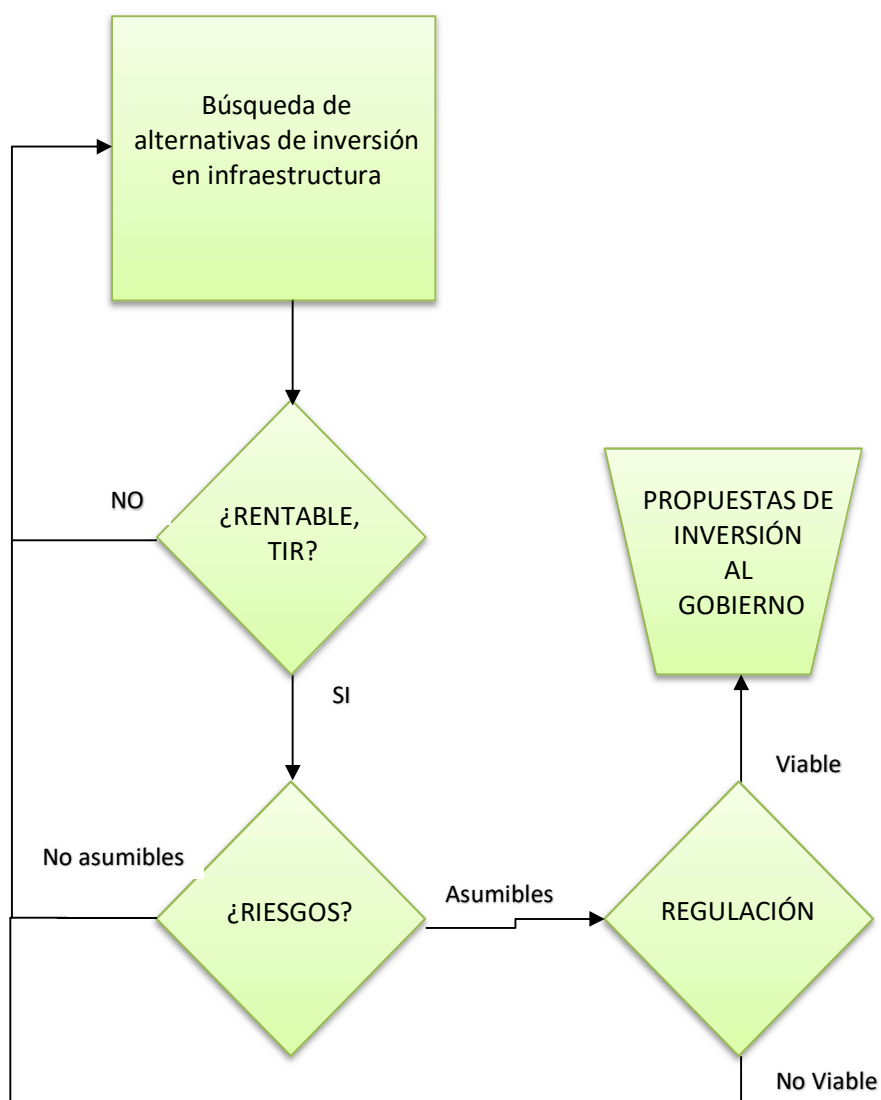 Búsqueda de
alternativas de inversión
en infraestructura
NO
¿RENTABLE,
TIR?
SI
PROPUESTAS DE
INVERSIÓN
AL
GOBIERNO
Viable
No asumibles
¿RIESGOS?
Asumibles
REGULACIÓN
No Viable